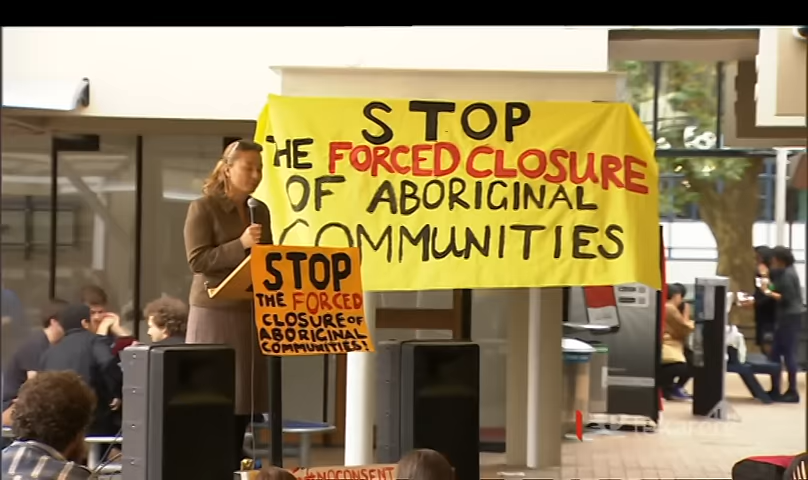 STOP
THE FORCED CLOSURE
OF ABORIGINAL
COMMUNITIES
STOP
THE FORCED
CLOSURE OF
ABORIGINAL
COMMUNITIES!
#NOCONSENT